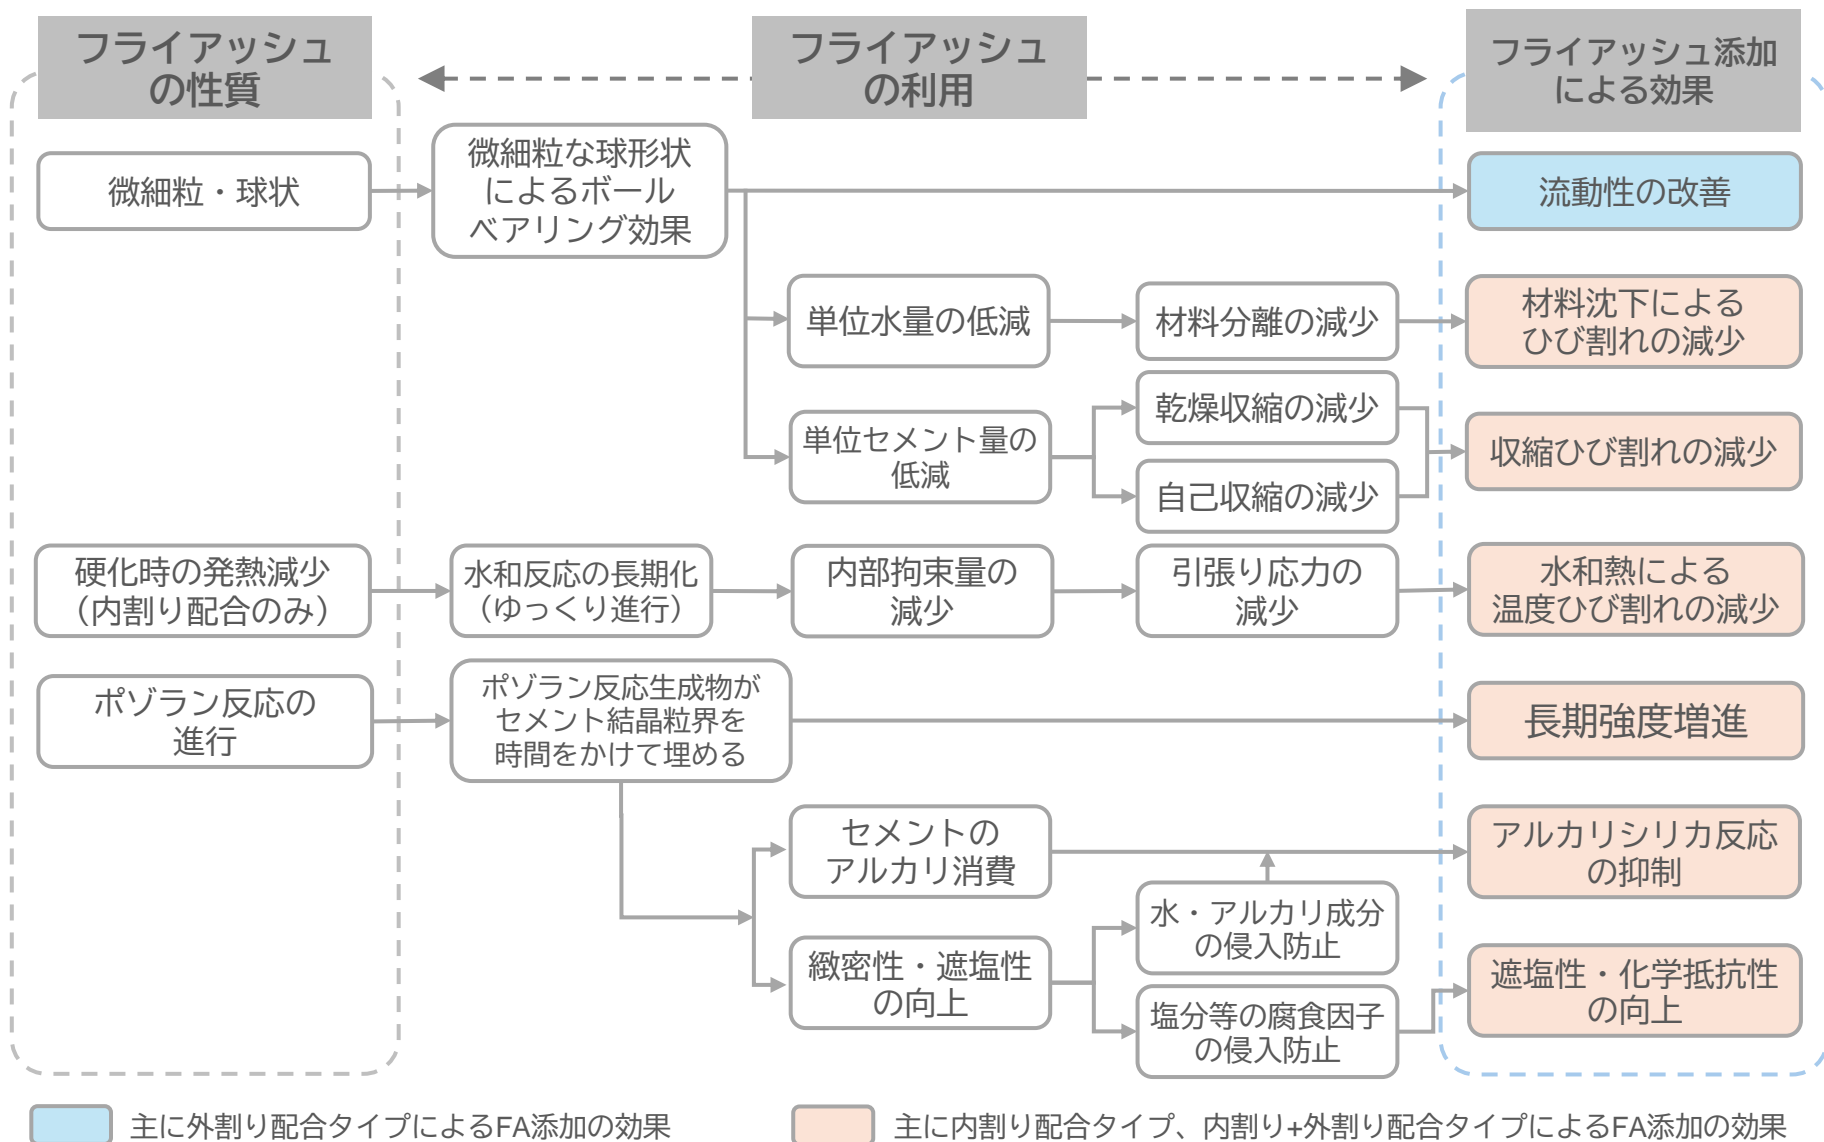 フライアッシュ
の性質
フライアッシュ
の利用
フライアッシュ添加
による効果
微細粒・球状
微細粒な球形状
によるボール
ベアリング効果
流動性の改善
単位水量の低減
材料分離の減少
材料沈下による
ひび割れの減少
単位セメント量の
低減
乾燥収縮の減少
自己収縮の減少
収縮ひび割れの減少
硬化時の発熱減少
（内割り配合のみ）
水和反応の長期化
（ゆっくり進行）
内部拘束量の
減少
引張り応力の
減少
水和熱による
温度ひび割れの減少
ポゾラン反応の
進行
ポゾラン反応生成物が
セメント結晶粒界を
時間をかけて埋める
長期強度増進
セメントの
アルカリ消費
アルカリシリカ反応
の抑制
水・アルカリ成分
の侵入防止
緻密性・遮塩性
の向上
塩分等の腐食因子
の侵入防止
遮塩性・化学抵抗性
の向上
主に外割り配合タイプによるFA添加の効果
主に内割り配合タイプ、内割り+外割り配合タイプによるFA添加の効果